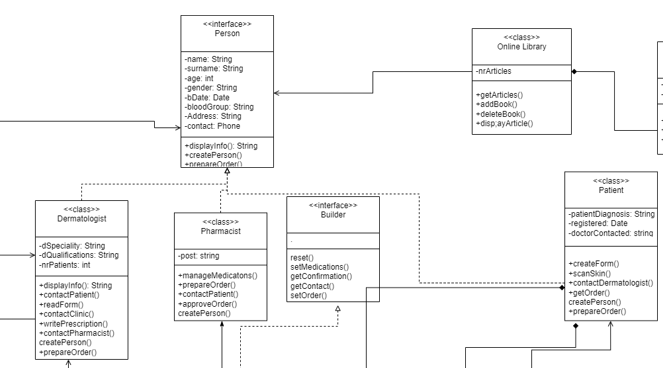 <<interface>>
Person
-name: String
-surname: String
-age: int
-gender: String
-bDate: Date
-bloodGroup: String
-Address: String
-contact: Phone
+displayInfo(): String
+createPerson()
+prepareOrder()
<<class>>
Online Library
-nrArticles
+getArticles()
+addBook()
+deleteBook()
+disp;ayArticle()
<<class>>
Dermatologist
-dSpeciality: String
-dQualifications: String
-nrPatients: int
+displayInfo(): String
+contactPatient()
+readForm()
+contactClinic()
+writePrescription()
+contactPharmacist()
createPerson()
+prepareOrder()
<<class>>
Pharmacist
-post: string
+manageMedicatons()
+prepareOrder()
+contactPatient()
+approveOrder()
createPerson()
<<interface>>
Builder
reset()
setMedications()
getConfirmation()
getContact()
setOrder()
<<class>>
Patient
-patientDiagnosis: String
-registered: Date
-doctorContacted: string
+createForm()
+scanSkin()
+contactDermatologist()
+getOrder()
createPerson()
+prepareOrder()